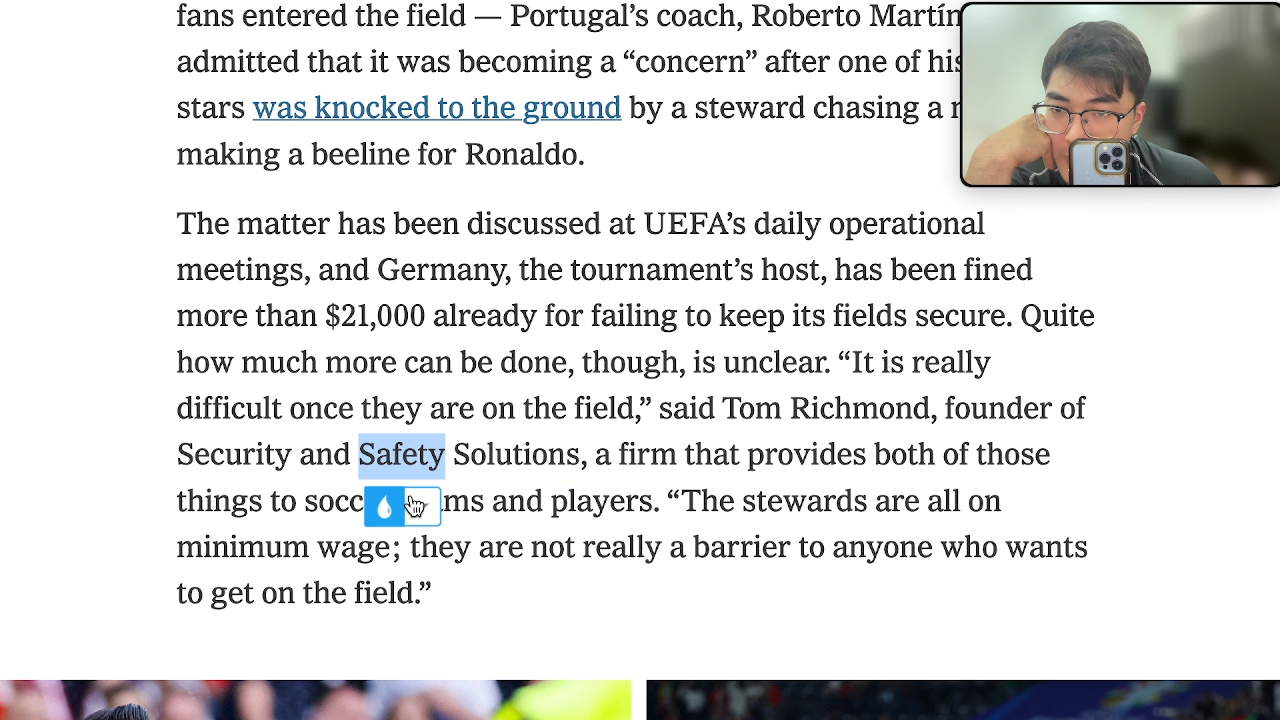 fans entered the field — Portugal’s coach, Roberto Martín
admitted that it was becoming a “concern” after one of his
stars was knocked to the ground by a steward chasing a
making a beeline for Ronaldo.
The matter has been discussed at UEFA’s daily operational
meetings, and Germany, the tournament’s host, has been fined
more than $21,000 already for failing to keep its fields secure. Quite
how much more can be done, though, is unclear. “It is really
difficult once they are on the field,” said Tom Richmond, founder of
Security and Safety Solutions, a firm that provides both of those
things to and players. “The stewards are all on
minimum wage; they are not really a barrier to anyone who wants
to get on the field.”